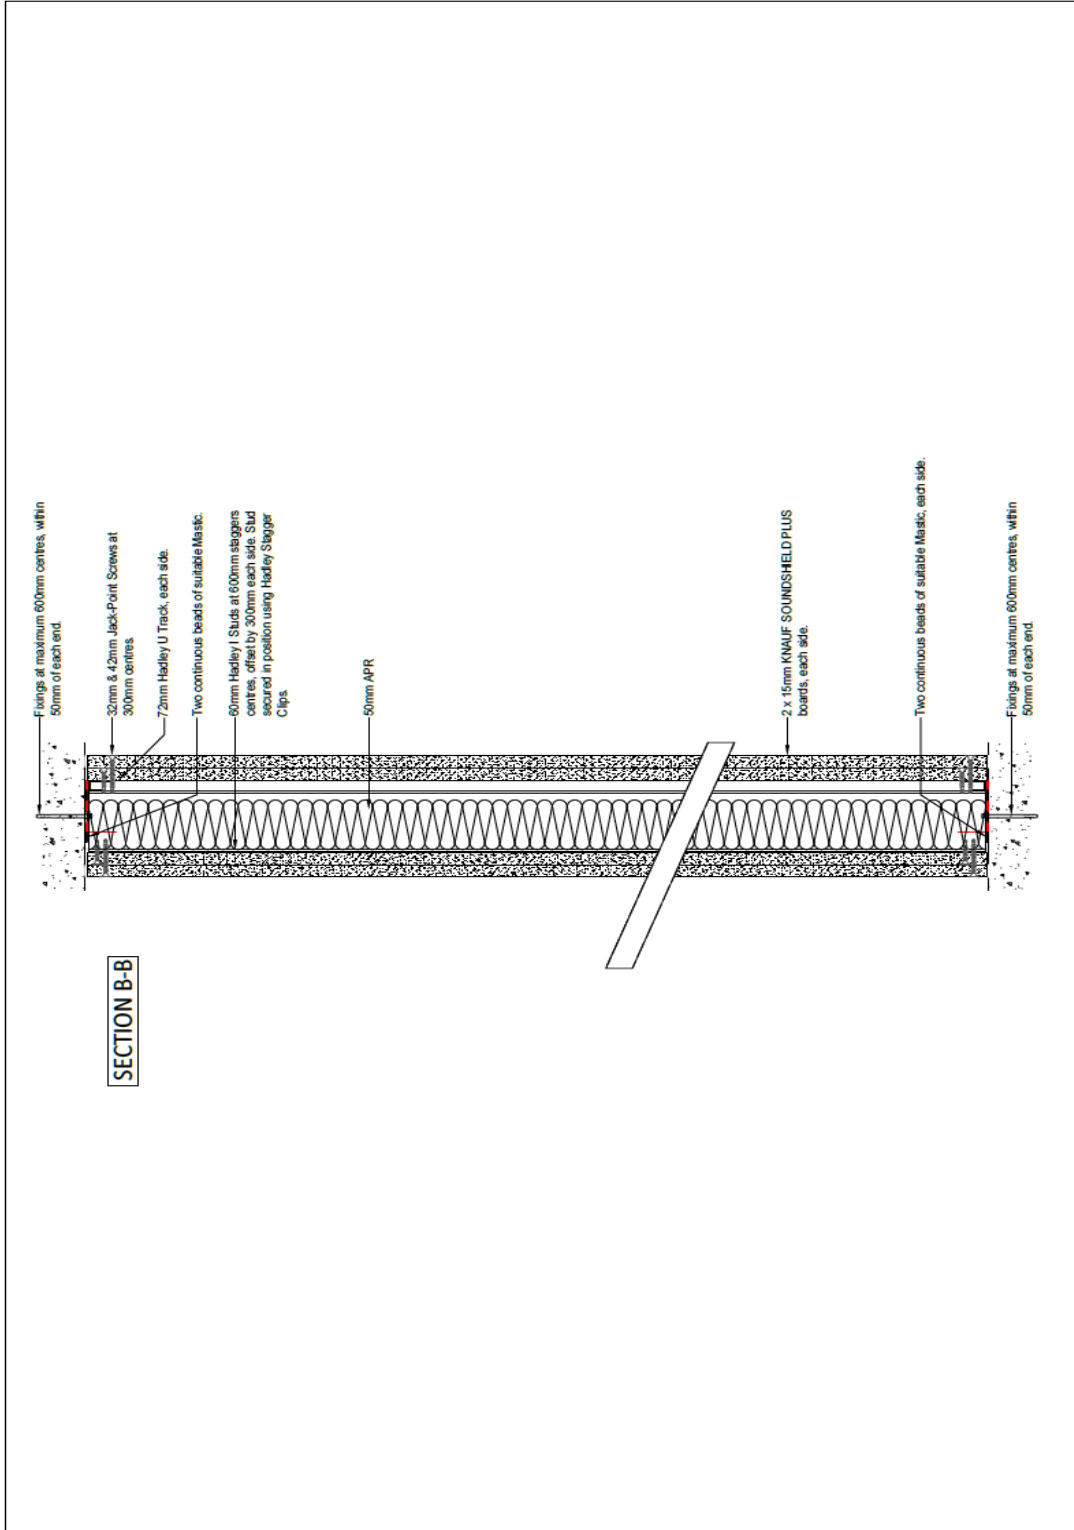 SECTION B-B
Fixings at maximum 600mm centres, within
50mm of each end.
32mm & 42mm Jack-Point Screws at
300mm centres.
72mm Hadley U Track, each side.
Two continuous beads of suitable Mastic.
60mm Hadley I Studs at 600mm staggers
centres, offset by 300mm each side. Stud
secured in position using Hadley Stagger
Clips.
50mm APR
2 x 15mm KNAUF SOUNDSHIELD PLUS
boards, each side.
Two continuous beads of suitable Mastic, each side.
Fixings at maximum 600mm centres, within
50mm of each end.